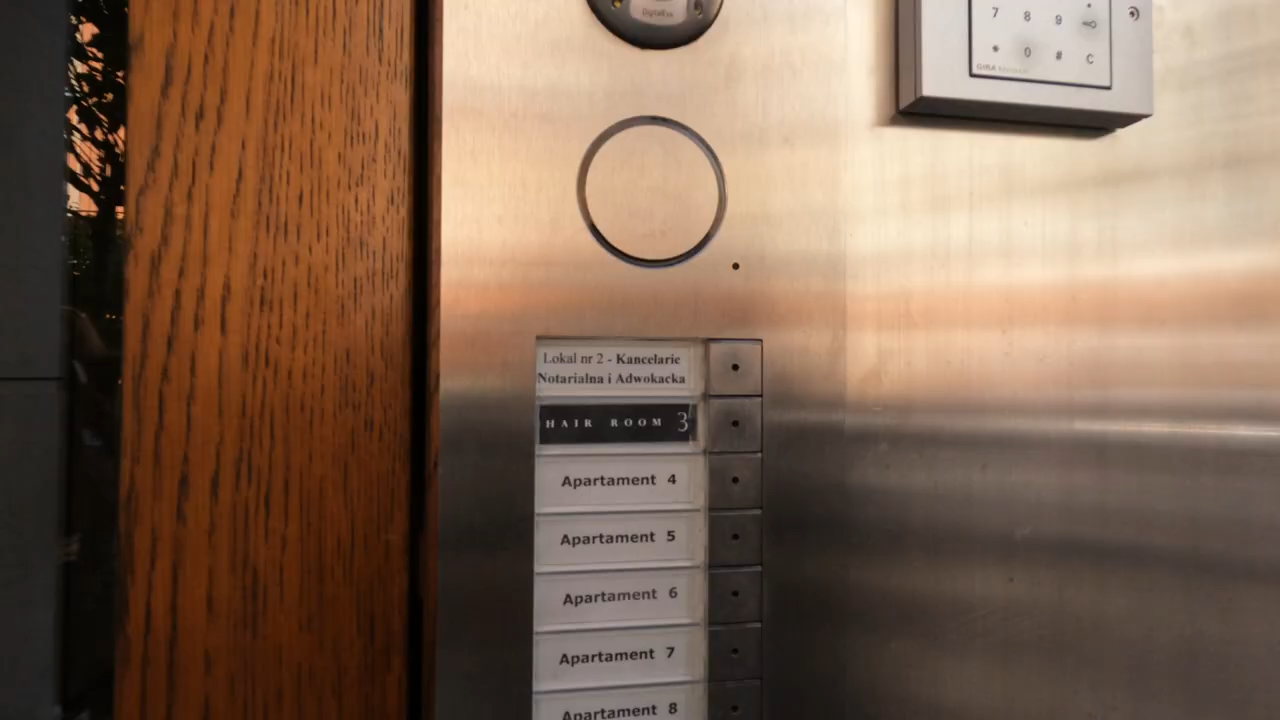 7 8 9
* 0 # C
GIRA
Lokal nr 2 - Kancelarie
Notarialna i Adwokacka
HAIR ROOM 3
Apartament 4
Apartament 5
Apartament 6
Apartament 7
Apartament 8